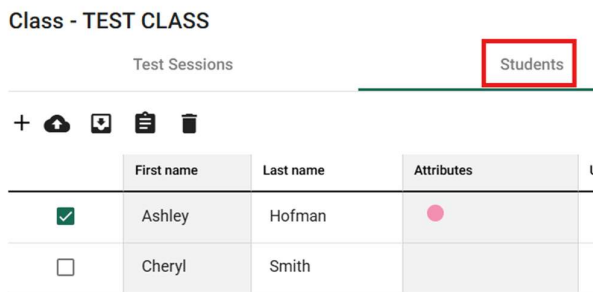 Class - TEST CLASS
Test Sessions Students
First name Last name Attributes
Ashley Hofman
Cheryl Smith